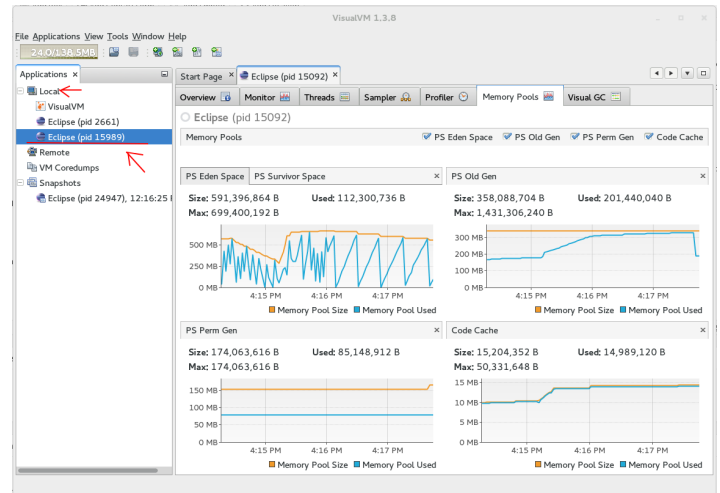 VisualVM 1.3.8
File Applications View Tools Window Help
24.0/138.5MB
Applications ×
Local
VisualVM
Eclipse (pid 2661)
Eclipse (pid 15989)
Remote
VM Coredumps
Snapshots
Eclipse (pid 24947), 12:16:25
Start Page × Eclipse (pid 15092) ×
Overview Monitor Threads Sampler Profiler Memory Pools Visual GC
Eclipse (pid 15092)
Memory Pools PS Eden Space PS Old Gen PS Perm Gen Code Cache
PS Eden Space PS Survivor Space ×
Size: 591,396,864 B Used: 112,300,736 B
Max: 699,400,192 B
500 MB
250 MB
0 MB
4:15 PM 4:16 PM 4:17 PM
Memory Pool Size Memory Pool Used
PS Old Gen ×
Size: 358,088,704 B Used: 201,440,040 B
Max: 1,431,306,240 B
300 MB
200 MB
100 MB
0 MB
4:15 PM 4:16 PM 4:17 PM
Memory Pool Size Memory Pool Used
PS Perm Gen ×
Size: 174,063,616 B Used: 85,148,912 B
Max: 174,063,616 B
150 MB
100 MB
50 MB
0 MB
4:15 PM 4:16 PM 4:17 PM
Memory Pool Size Memory Pool Used
Code Cache ×
Size: 15,204,352 B Used: 14,989,120 B
Max: 50,331,648 B
15 MB
10 MB
5 MB
0 MB
4:15 PM 4:16 PM 4:17 PM
Memory Pool Size Memory Pool Used